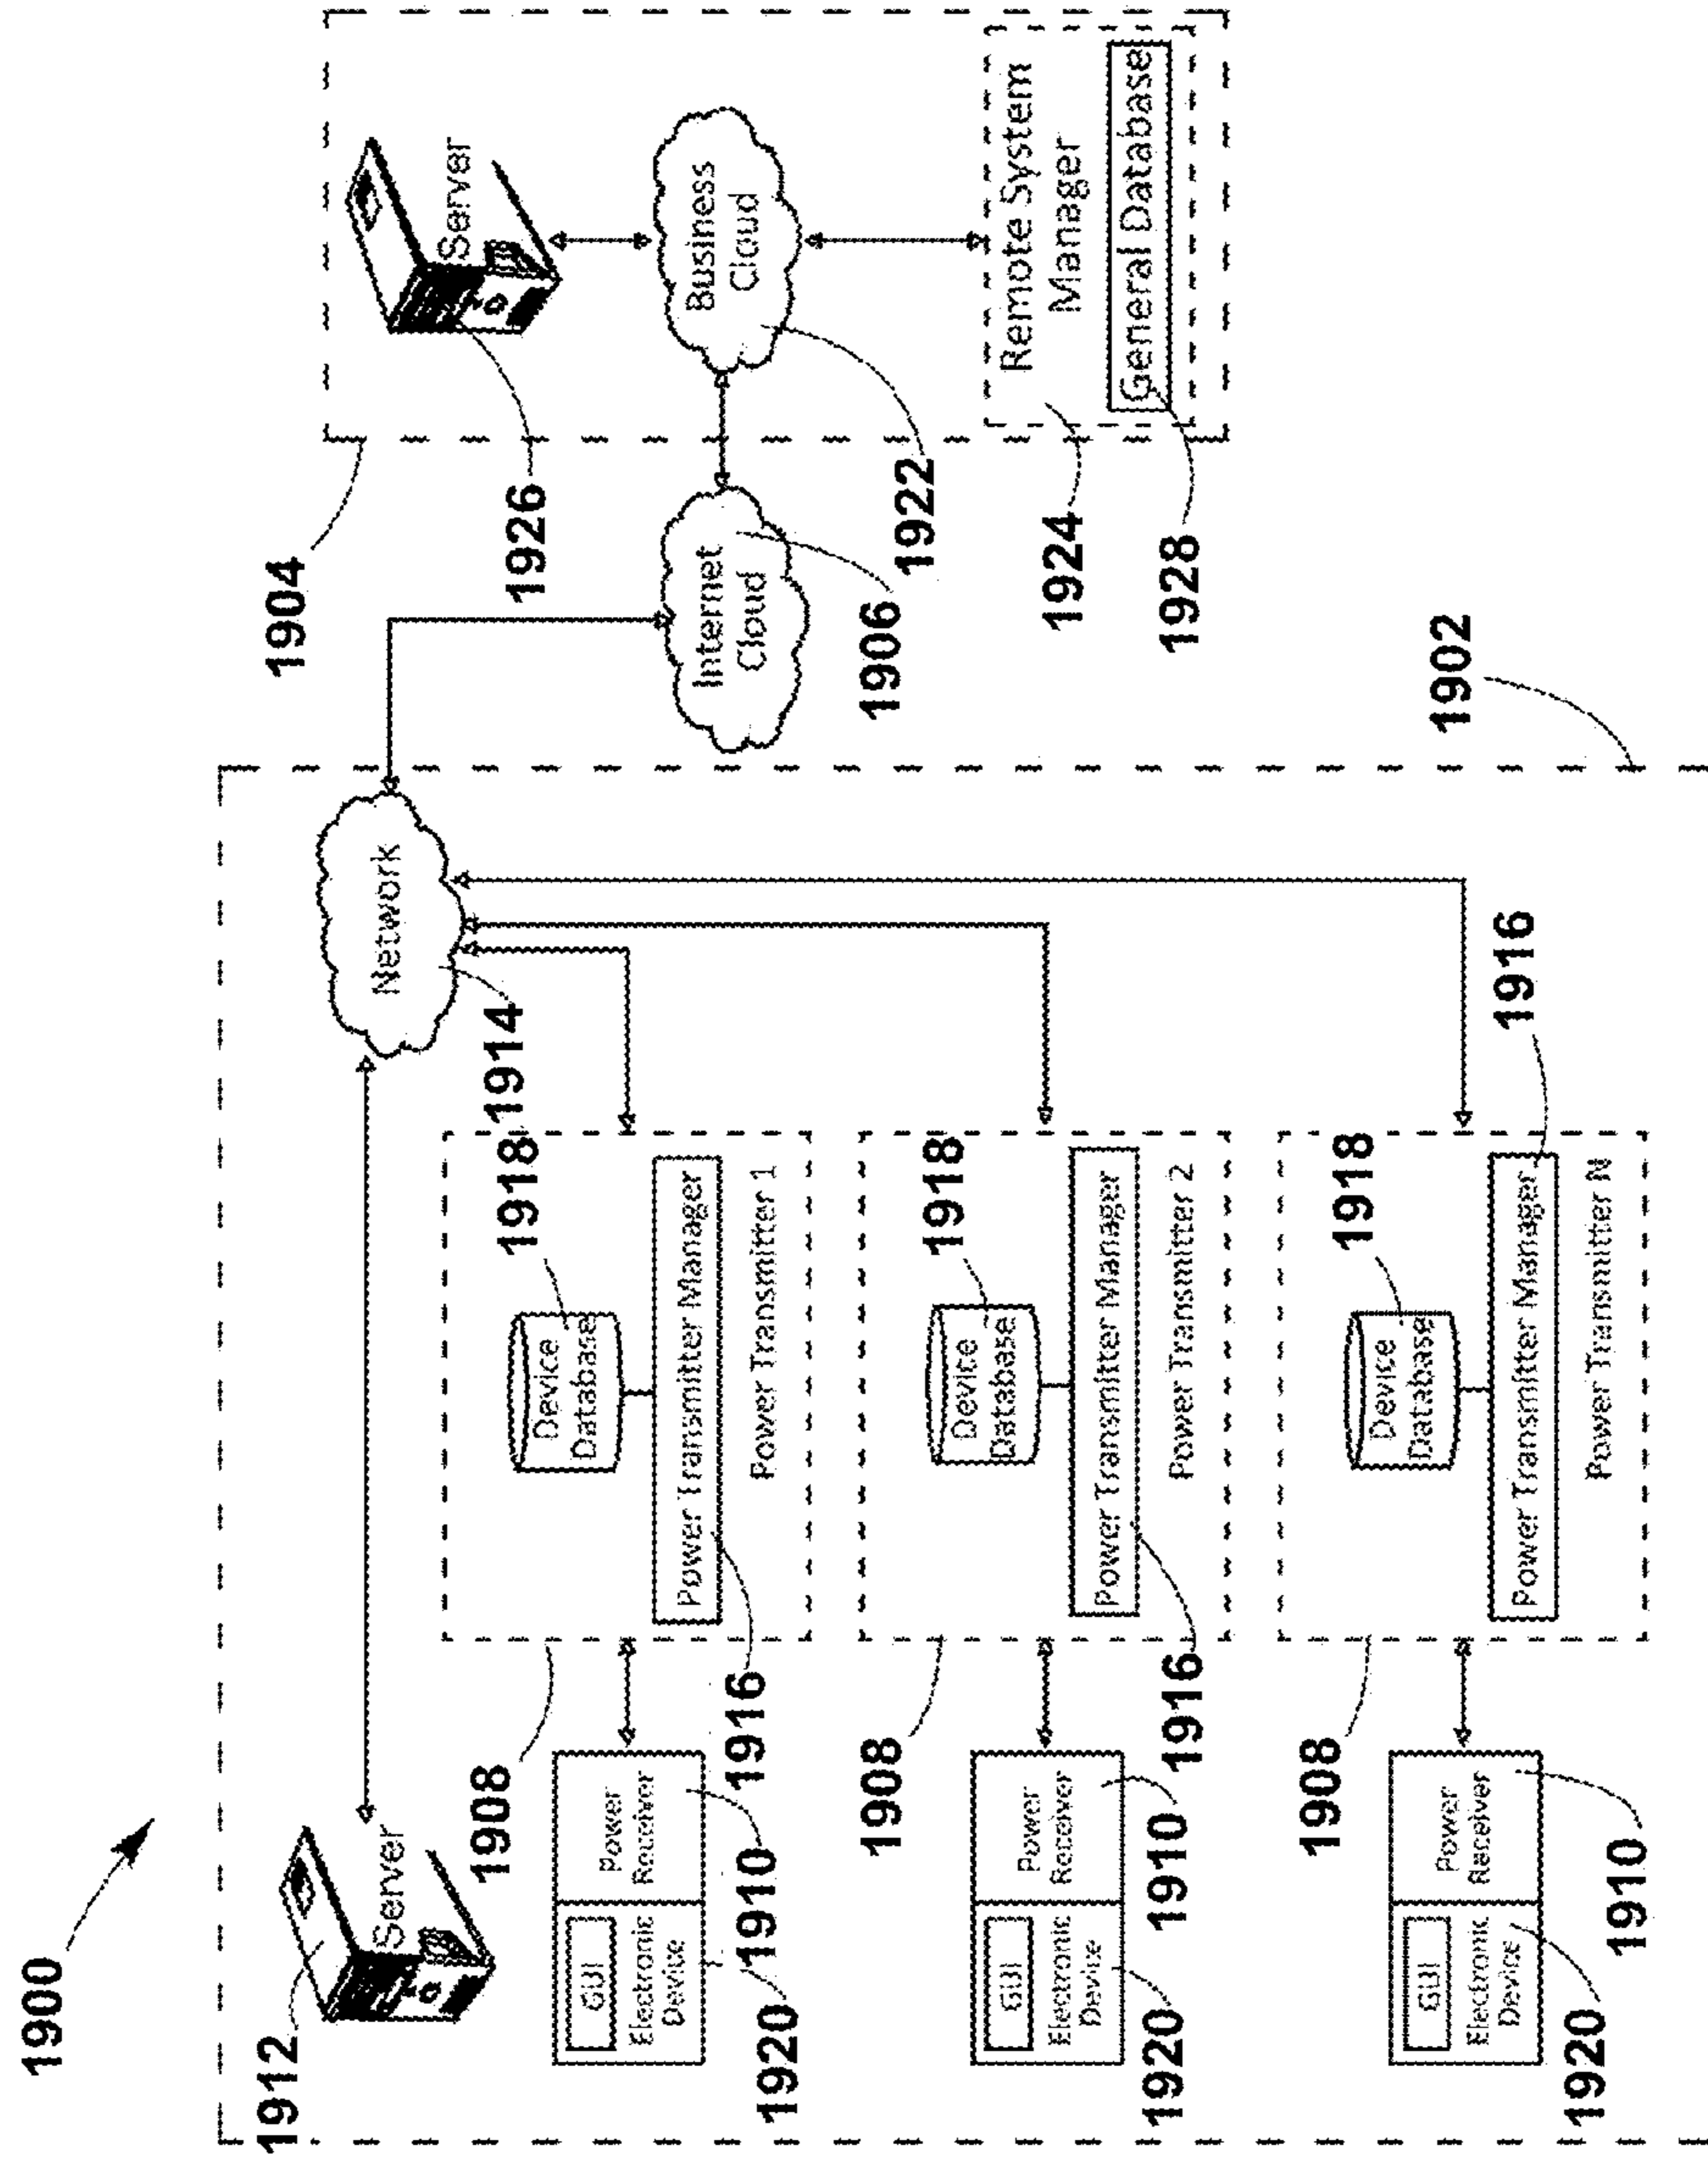 1900
1912
Server
1914
Network
1908
1918
Device
Database
Power Transmitter Manager
Power Transmitter 1
1916
GUI
Electronic
Device
Power
Receiver
1910
1920
1908
1918
Device
Database
Power Transmitter Manager
Power Transmitter 2
1916
GUI
Electronic
Device
Power
Receiver
1910
1920
1908
1918
Device
Database
1916
Power Transmitter Manager
Power Transmitter N
GUI
Electronic
Device
Power
Receiver
1910
1920
1902
1904
Server
1926
Internet
Cloud
1906
Business
Cloud
1922
Remote System
Manager
1924
General Database
1928